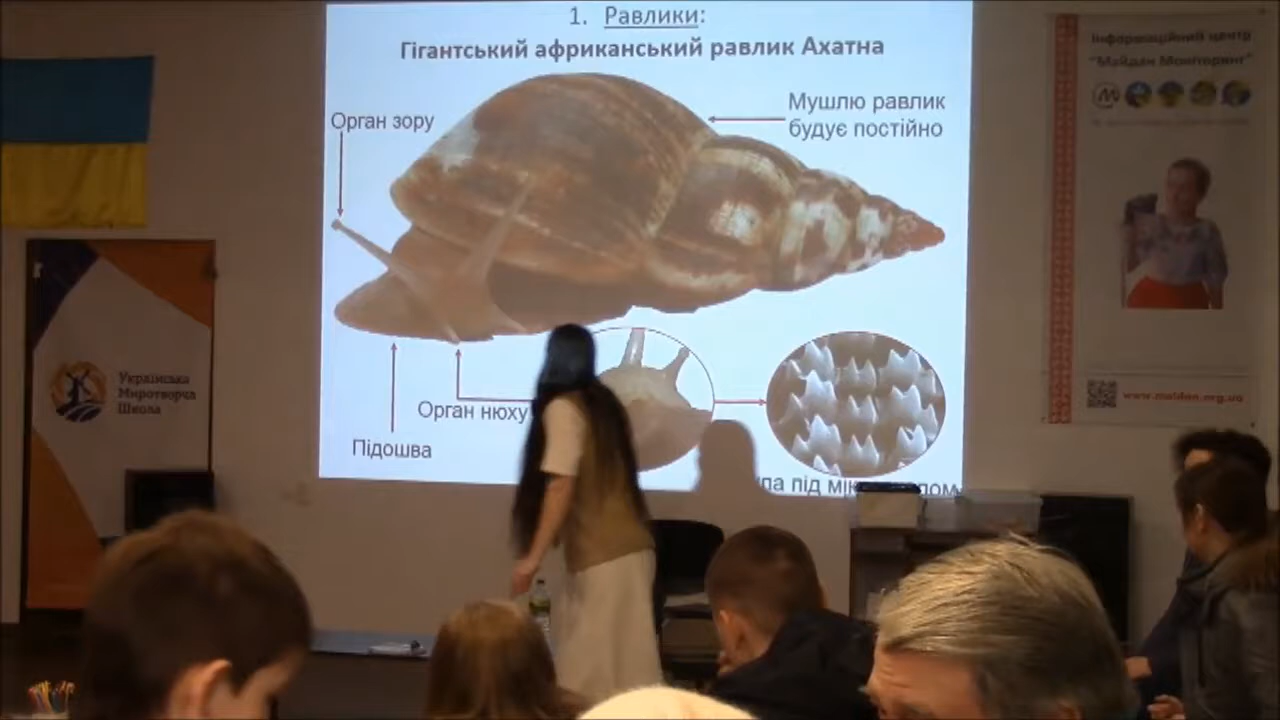 1. Равлики:
Гігантський африканський равлик Ахатна
Орган зору
Мушлю равлик
будує постійно
Орган нюху
Підошва
під
Інформаційний центр
"Майдан Моніторинг"
www.maidan.org.ua
Українська
Миротворча
Школа